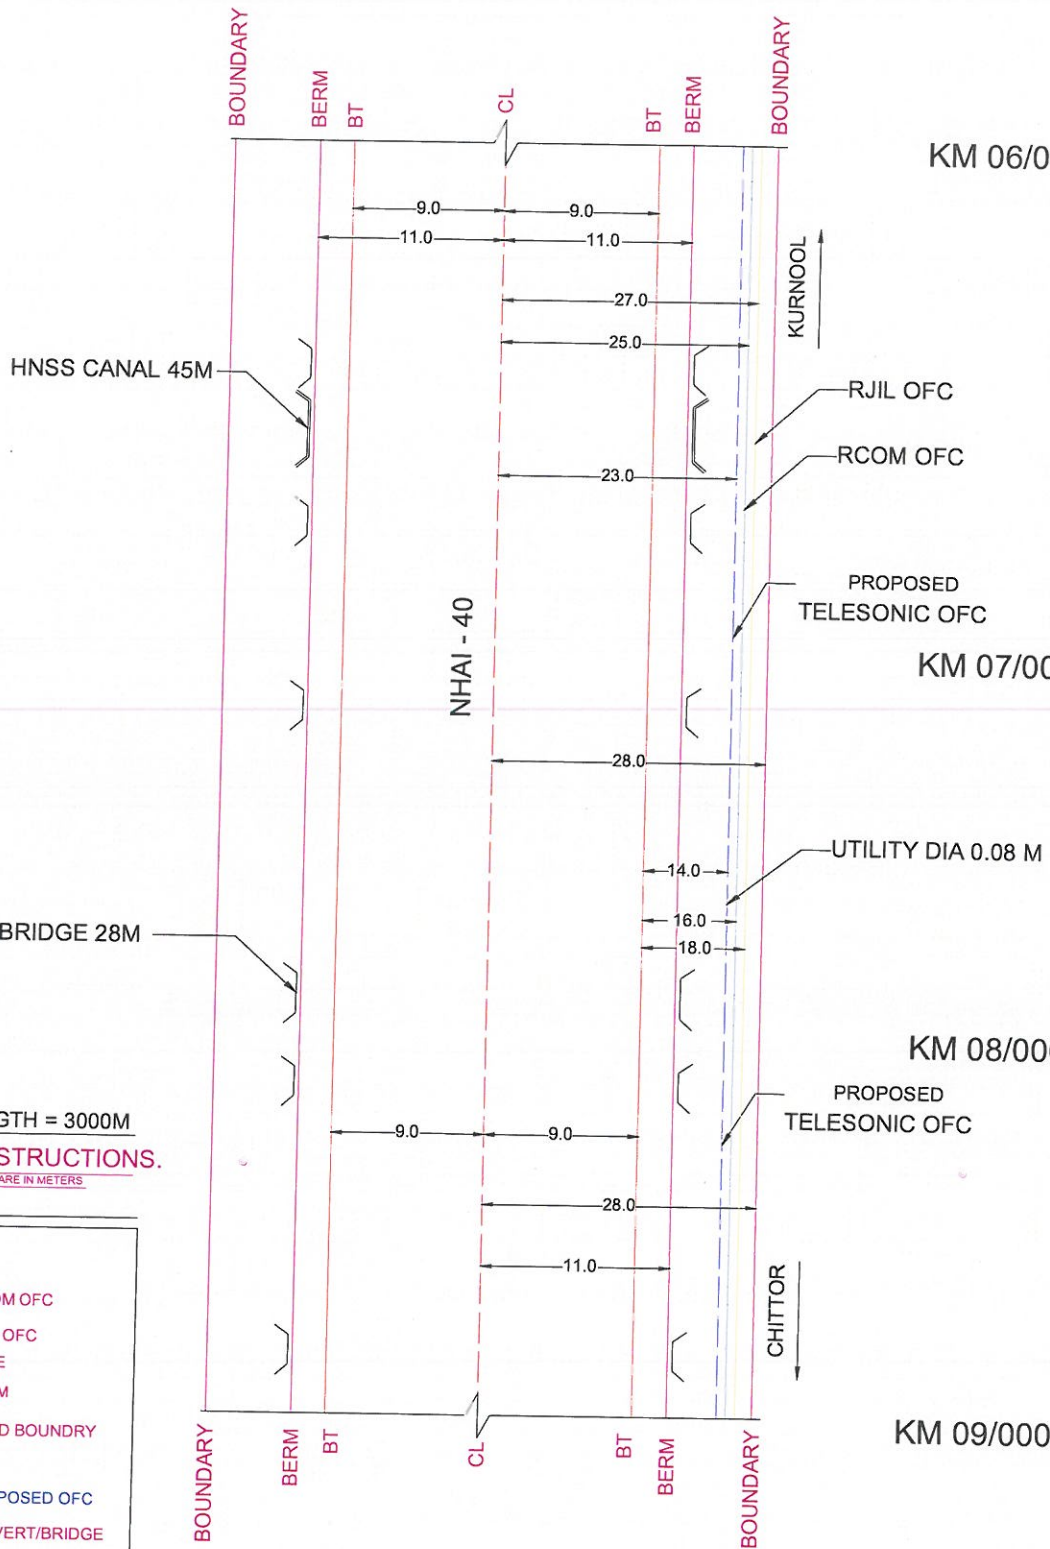 BOUNDARY
BERM
BT
CL
BT
BERM
BOUNDARY
KM 06/0
9.0
9.0
11.0
11.0
KURNOOL
27.0
25.0
HNSS CANAL 45M
RJIL OFC
RCOM OFC
23.0
PROPOSED
TELESONIC OFC
NHAI - 40
KM 07/00
28.0
UTILITY DIA 0.08 M
14.0
16.0
18.0
BRIDGE 28M
KM 08/00
PROPOSED
TELESONIC OFC
GTH = 3000M
9.0
9.0
STRUCTIONS.
ARE IN METERS
28.0
11.0
CHITTOR
OM OFC
OFC
E
M
D BOUNDRY
POSED OFC
VERT/BRIDGE
KM 09/000
BOUNDARY
BERM
BT
CL
BT
BERM
BOUNDARY